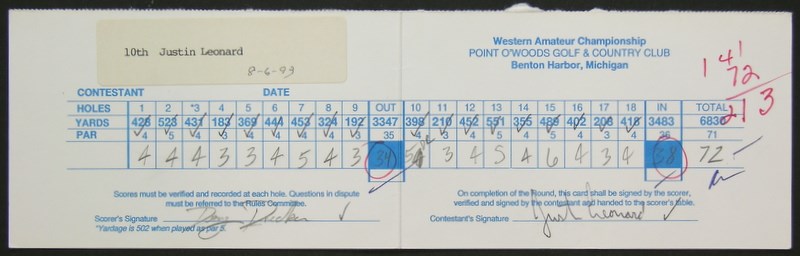 10th Justin Leonard
8-6-93
Western Amateur Championship
POINT O'WOODS GOLF & COUNTRY CLUB
Benton Harbor, Michigan
1 41
72
213
CONTESTANT DATE
HOLES 1 2 *3 4 5 6 7 8 9 OUT 10 11 12 13 14 15 16 17 18 IN TOTAL
YARDS 428 523 431 183 369 444 453 324 192 3347 398 210 452 551 355 489 402 208 418 3483 6830
PAR 4 5 4 3 4 4 4 4 3 35 4 3 4 5 4 5 4 3 4 36 71
4 4 4 3 3 4 5 4 3 34 3 4 5 4 6 4 3 4 38 72
Scores must be verified and recorded at each hole. Questions in dispute
must be referred to the Rules Committee.
Scorer's Signature
*Yardage is 502 when played as par 5.
On completion of the Round, this card shall be signed by the scorer,
verified and signed by the contestant and handed to the scorer's table.
Contestant's Signature Justin Leonard